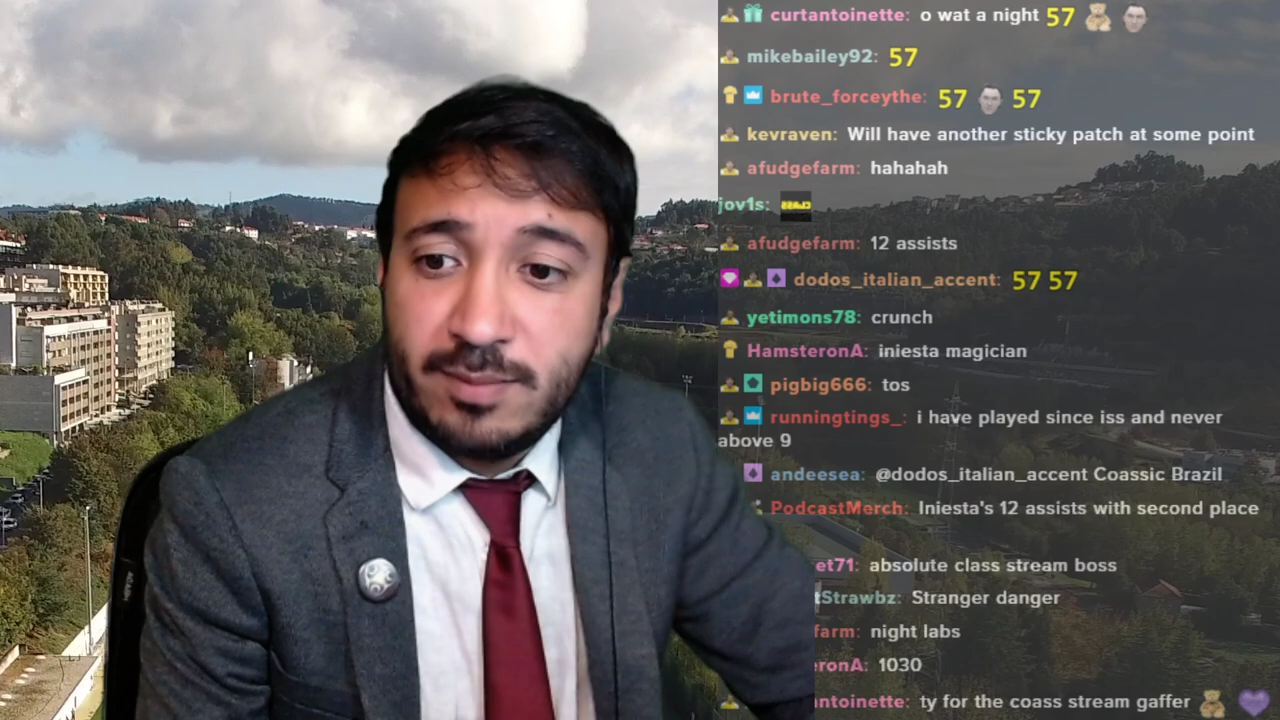 curtantoinette: o wat a night 57
mikebailey92: 57
brute_forceythe: 57 57
kevraven: Will have another sticky patch at some point
afudgefarm: hahahah
jov1s:
afudgefarm: 12 assists
dodos_italian_accent: 57 57
yetimons78: crunch
HamsteronA: iniesta magician
pigbig666: tos
runningtings_: i have played since iss and never
above 9
andeesea: @dodos_italian_accent Coassic Brazil
PodcastMerch: Iniesta's 12 assists with second place
et71: absolute class stream boss
tStrawbz: Stranger danger
farm: night labs
eronA: 1030
antoinette: ty for the coass stream gaffer